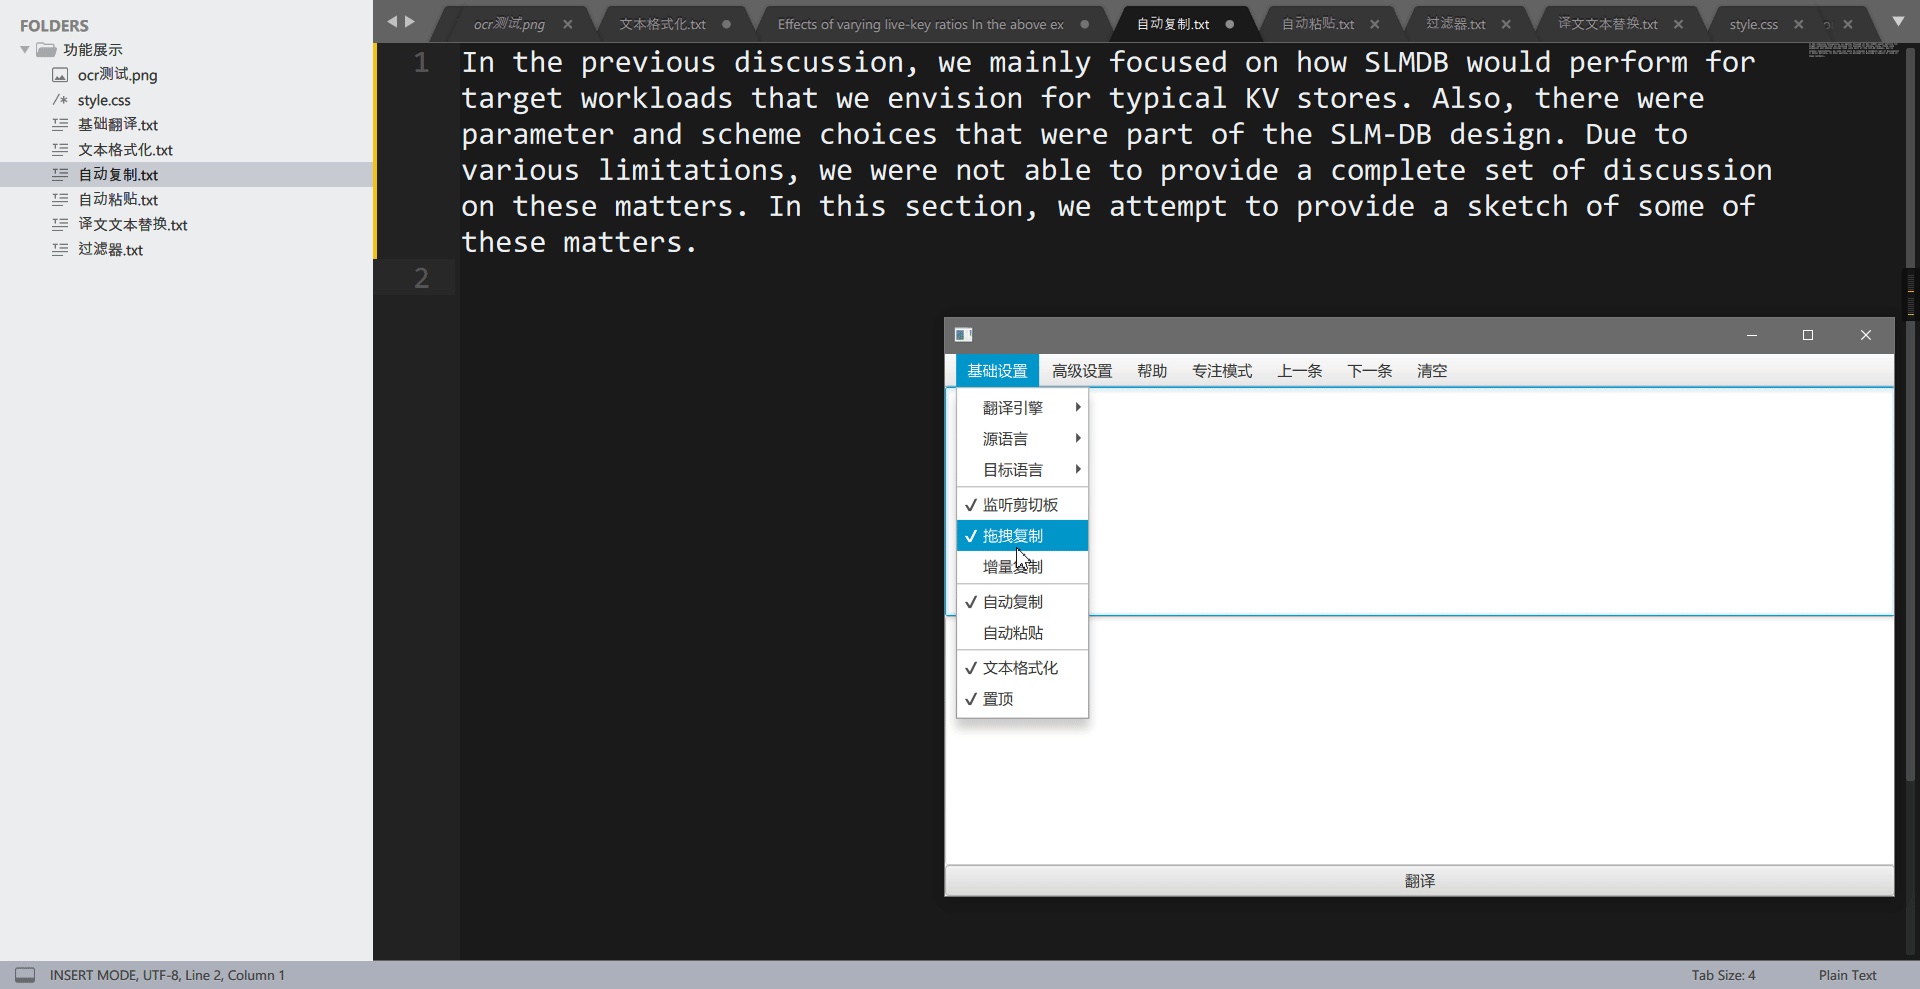 FOLDERS
功能展示
ocr测试.png
style.css
基础翻译.txt
文本格式化.txt
自动复制.txt
自动粘贴.txt
译文文本替换.txt
过滤器.txt
ocr测试.png
文本格式化.txt
Effects of varying live-key ratios In the above ex
自动复制.txt
自动粘贴.txt
过滤器.txt
译文文本替换.txt
style.css
1
In the previous discussion, we mainly focused on how SLMDB would perform for
target workloads that we envision for typical KV stores. Also, there were
parameter and scheme choices that were part of the SLM-DB design. Due to
various limitations, we were not able to provide a complete set of discussion
on these matters. In this section, we attempt to provide a sketch of some of
these matters.
2
基础设置 高级设置 帮助 专注模式 上一条 下一条 清空
翻译引擎
源语言
目标语言
监听剪切板
拖拽复制
增量复制
自动复制
自动粘贴
文本格式化
置顶
翻译
INSERT MODE, UTF-8, Line 2, Column 1
Tab Size: 4
Plain Text